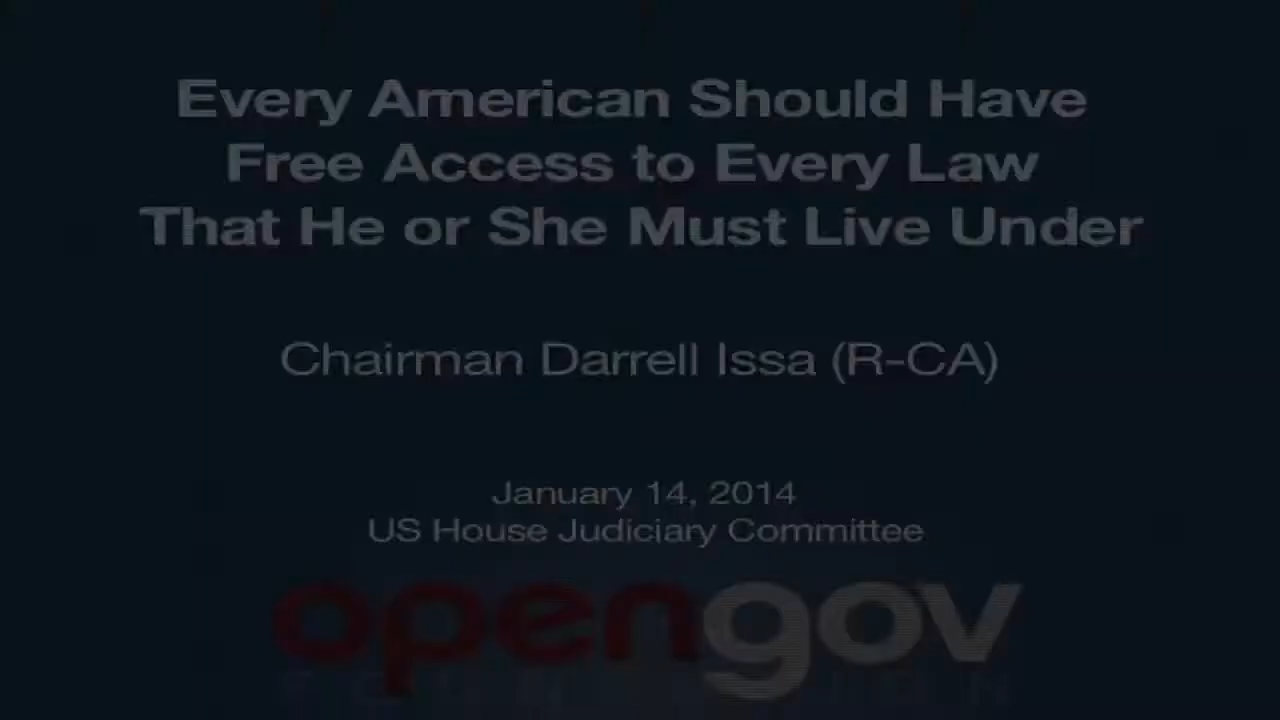 Every American Should Have
Free Access to Every Law
That He or She Must Live Under
Chairman Darrell Issa (R-CA)
January 14, 2014
US House Judiciary Committee
opengov
FOUNDATION